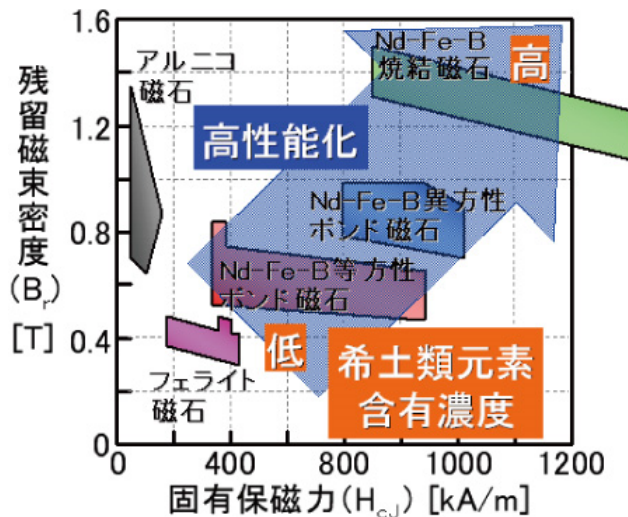 1.6
1.2
0.8
0.4
0
残留磁束密度
(Br)
[T]
アルニコ
磁石
Nd-Fe-B
焼結磁石
高
高性能化
Nd-Fe-B異方性
ボンド磁石
Nd-Fe-B等方性
ボンド磁石
低
希土類元素
含有濃度
フェライト
磁石
0
400
800
1000
1200
固有保磁力(HcJ) [kA/m]